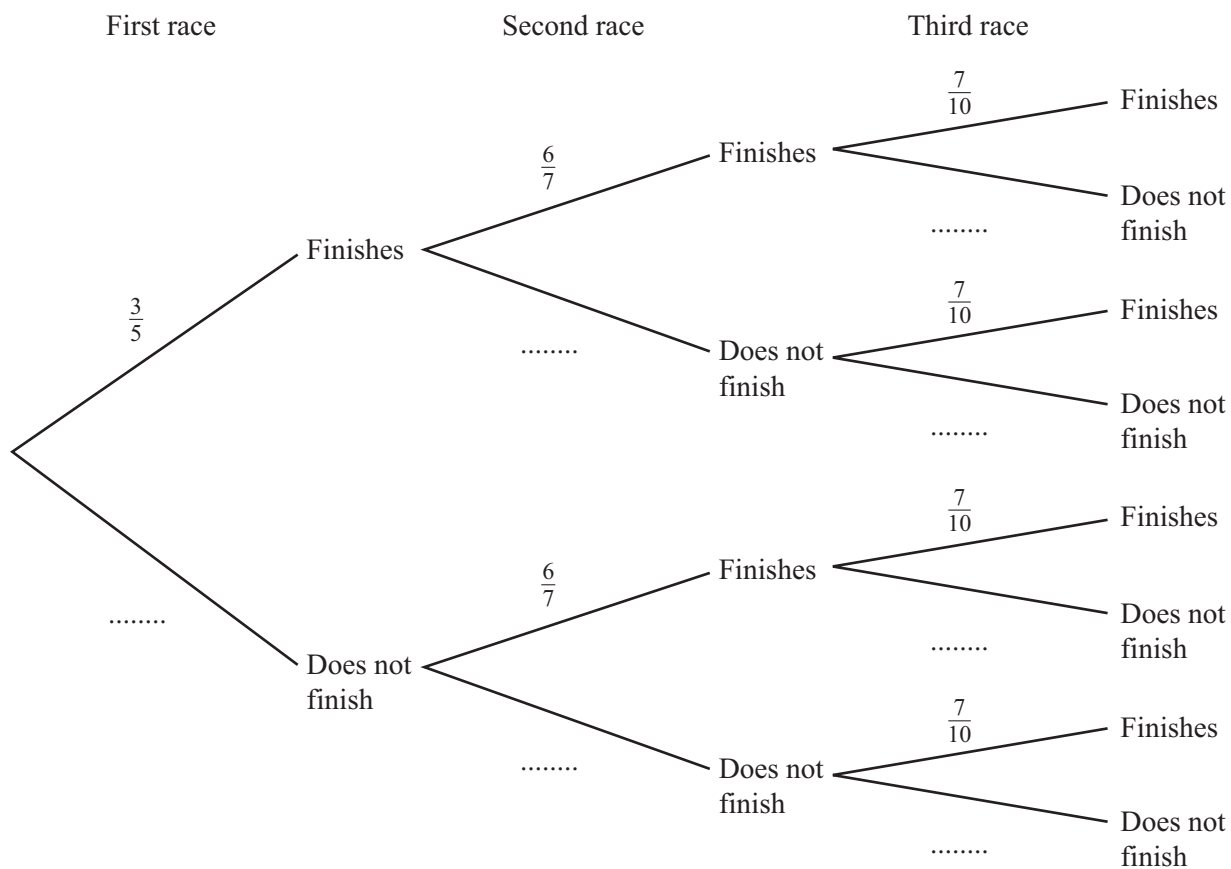 First race Second race Third race
7/10
Finishes
6/7
Finishes
Does not
finish
........
Finishes
3/5
7/10
Finishes
........
Does not
finish
Does not
finish
........
7/10
Finishes
6/7
Finishes
........
Does not
finish
........
Does not
finish
7/10
Finishes
........
Does not
finish
Does not
finish
........